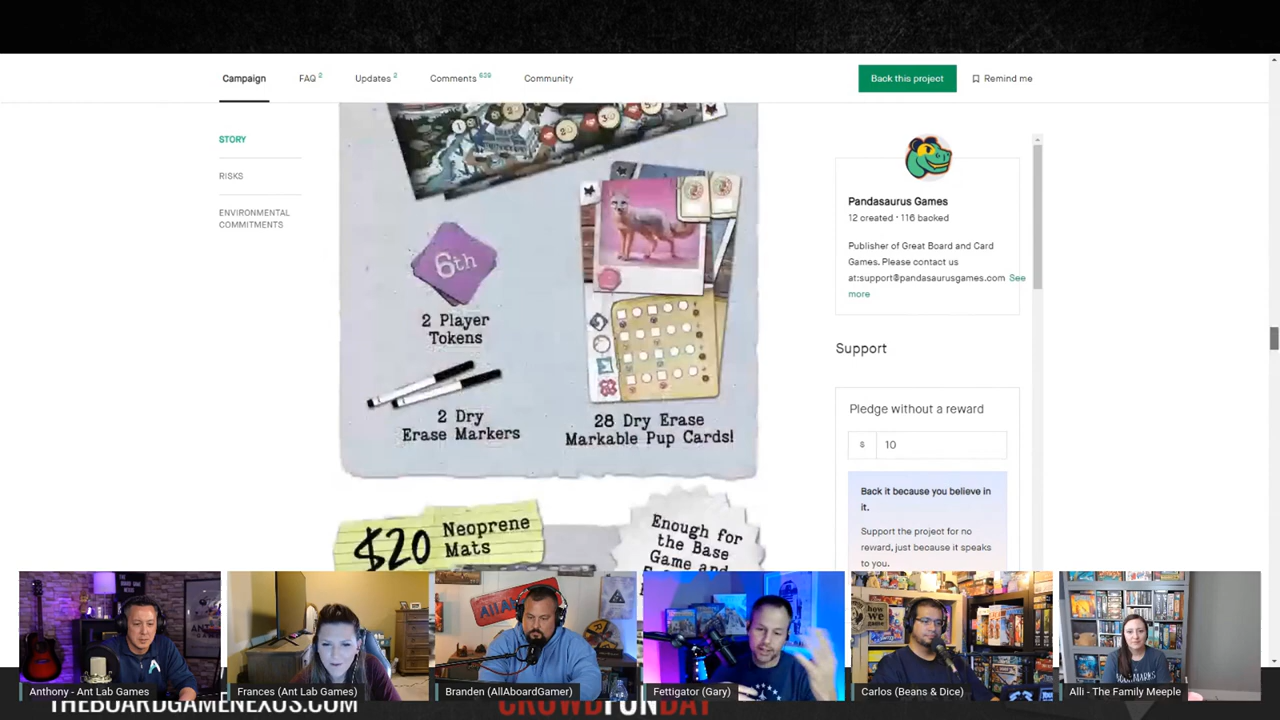 Campaign
FAQ 2
Updates 2
Comments 639
Community
Back this project
Remind me
STORY
RISKS
ENVIRONMENTAL
COMMITMENTS
6th
2 Player
Tokens
2 Dry
Erase Markers
28 Dry Erase
Markable Pup Cards!
$20 Neoprene
Mats
Enough for
the Base
Game and
Pandasaurus Games
12 created · 116 backed
Publisher of Great Board and Card
Games. Please contact us
at:support@pandasaurusgames.com See
more
Support
Pledge without a reward
$ 10
Back it because you believe in
it.
Support the project for no
reward, just because it speaks
to you.
how we game
Anthony - Ant Lab Games
Frances (Ant Lab Games)
Branden (AllAboardGamer)
Fettigator (Gary)
Carlos (Beans & Dice)
Alli - The Family Meeple
THEBOARDGAMENEXUS.COM
CROWDFUNDAY